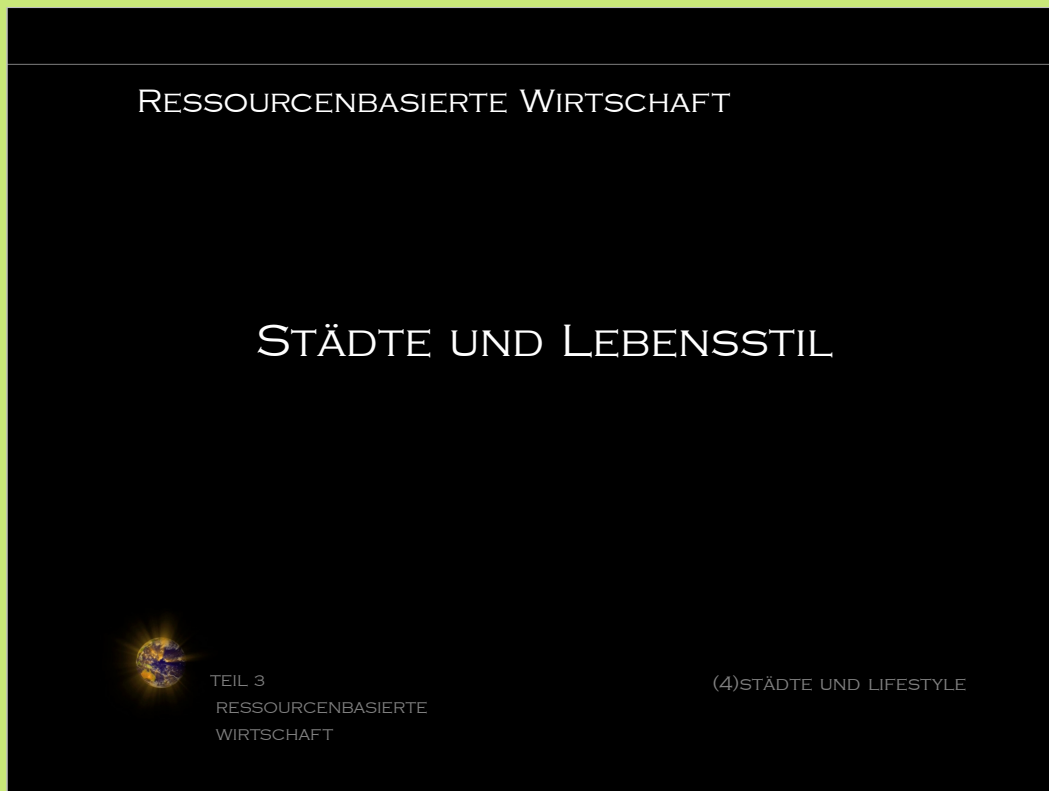 Ressourcenbasierte Wirtschaft
Städte und Lebensstil
teil 3
ressourcenbasierte
wirtschaft
(4)städte und lifestyle